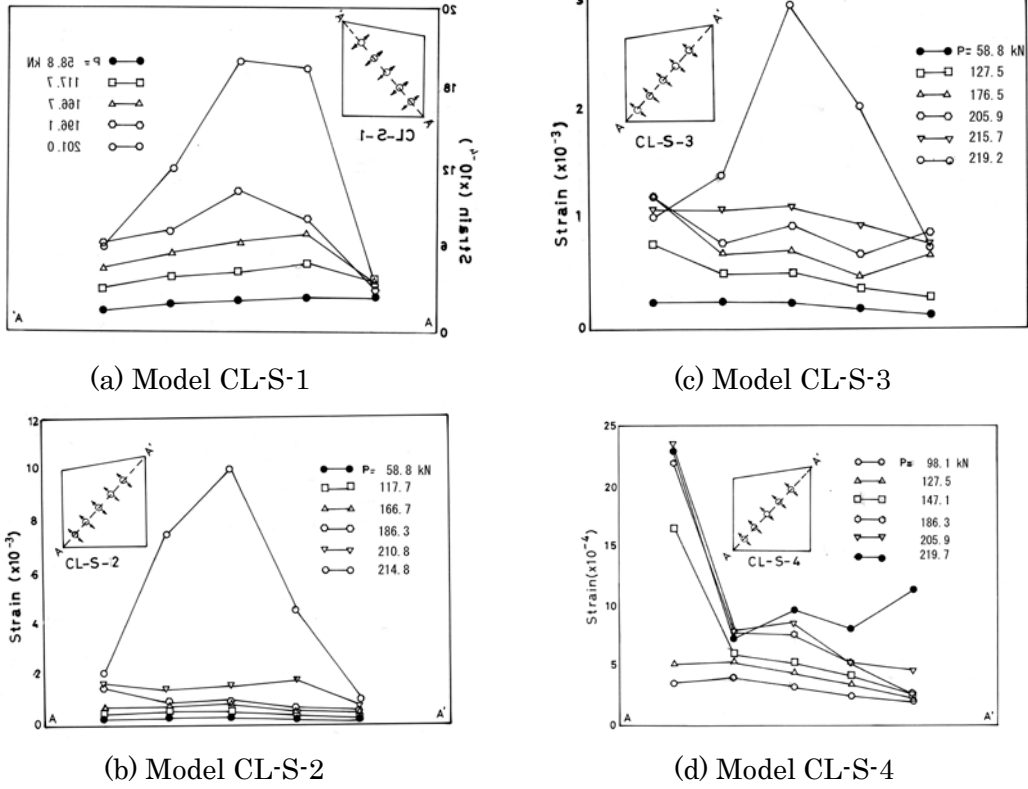 20
18
12
6
0
Strain (x10⁻⁴)
P = 58.8 kN
117.7
166.7
196.1
201.0
A'
A
CL-S-1
A'
A
(a) Model CL-S-1
3
2
1
0
Strain (x10⁻³)
A'
A
CL-S-3
P= 58.8 kN
127.5
176.5
205.9
215.7
219.2
(c) Model CL-S-3
12
10
8
6
4
2
0
Strain (x10⁻³)
A'
A
CL-S-2
P= 58.8 kN
117.7
166.7
186.3
210.8
214.8
A
A'
(b) Model CL-S-2
25
20
15
10
5
0
Strain(x10⁻⁴)
A'
A
CL-S-4
P= 98.1 kN
127.5
147.1
186.3
205.9
219.7
A
A'
(d) Model CL-S-4